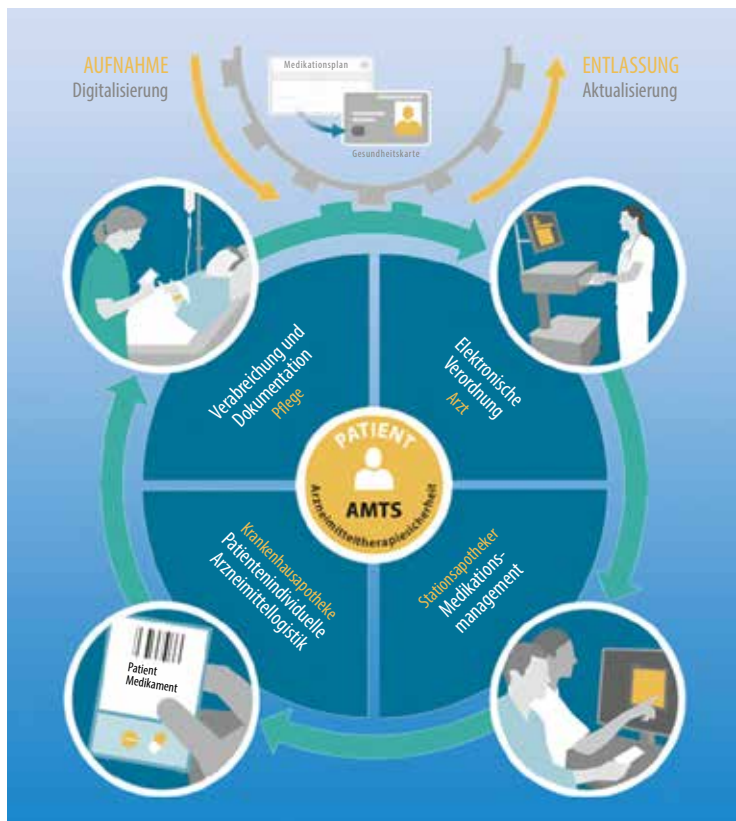 AUFNAHME
Digitalisierung
Medikationsplan
Gesundheitskarte
ENTLASSUNG
Aktualisierung
Verabreichung und
Dokumentation
Pflege
Elektronische
Verordnung
Arzt
PATIENT
AMTS
Arzneimitteltherapiesicherheit
Krankenhausapotheke
Patientenindividuelle
Arzneimittellogistik
Stationsapotheker
Medikations-
management
Patient
Medikament